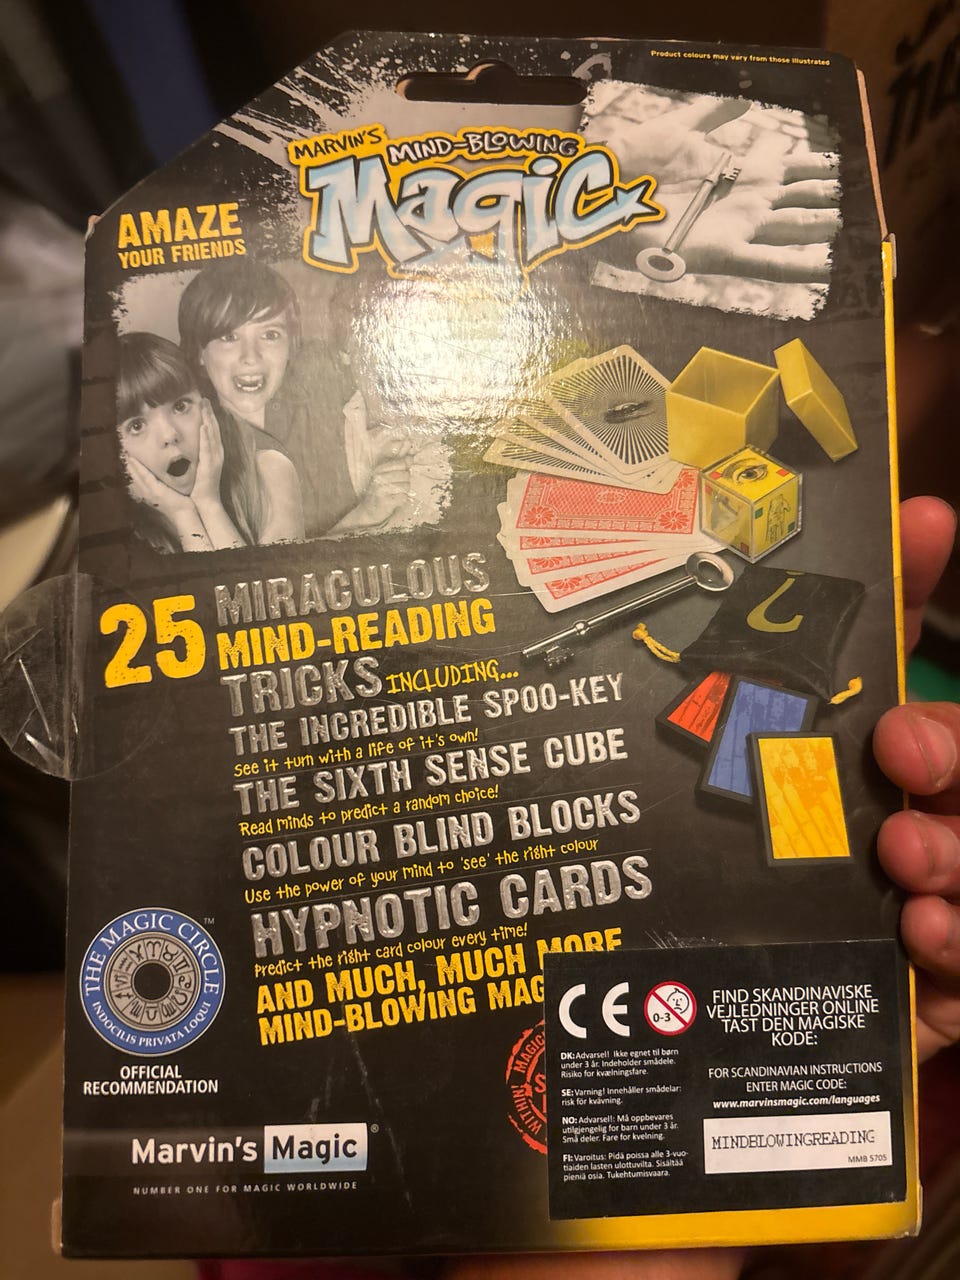 Product colours may vary from those illustrated
MARVIN'S MIND-BLOWING
Magic
AMAZE
YOUR FRIENDS
25 MIRACULOUS
MIND-READING
TRICKS INCLUDING...
THE INCREDIBLE SPOO-KEY
See it turn with a life of it's own!
THE SIXTH SENSE CUBE
Read minds to predict a random choice!
COLOUR BLIND BLOCKS
Use the power of your mind to 'see' the right colour
HYPNOTIC CARDS
Predict the right card colour every time!
AND MUCH, MUCH MORE
MIND-BLOWING MAG
THE MAGIC CIRCLE
INDOCILIS PRIVATA LOQUI
TM
OFFICIAL
RECOMMENDATION
MAGIC
WITHIN!
Marvin's Magic®
NUMBER ONE FOR MAGIC WORLDWIDE
CE
0-3
DK: Advarsel! Ikke egnet til børn
under 3 år. Indeholder smådele.
Risiko for kvælningsfare.
SE: Varning! Innehåller smådelar:
risk för kvävning.
NO: Advarsel!: Må oppbevares
utilgjengelig for barn under 3 år.
Små deler. Fare for kvelning.
FI: Varoitus: Pidä poissa alle 3-vuo-
tiaiden lasten ulottuvilta. Sisältää
pieniä osia. Tukehtumisvaara.
FIND SKANDINAVISKE
VEJLEDNINGER ONLINE
TAST DEN MAGISKE
KODE:
FOR SCANDINAVIAN INSTRUCTIONS
ENTER MAGIC CODE:
www.marvinsmagic.com/languages
MINDBLOWINGREADING
MMB 5705